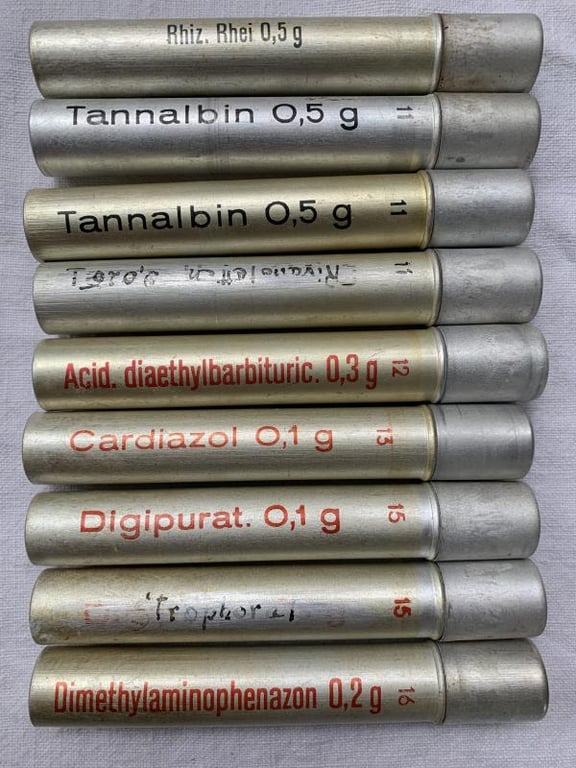 Rhiz. Rhei 0,5 g
Tannalbin 0,5 g 11
Tannalbin 0,5 g 11
11
Acid. diaethylbarbituric. 0,3 g 12
Cardiazol 0,1 g 13
Digipurat. 0,1 g 15
15
Dimethylaminophenazon 0,2 g 16